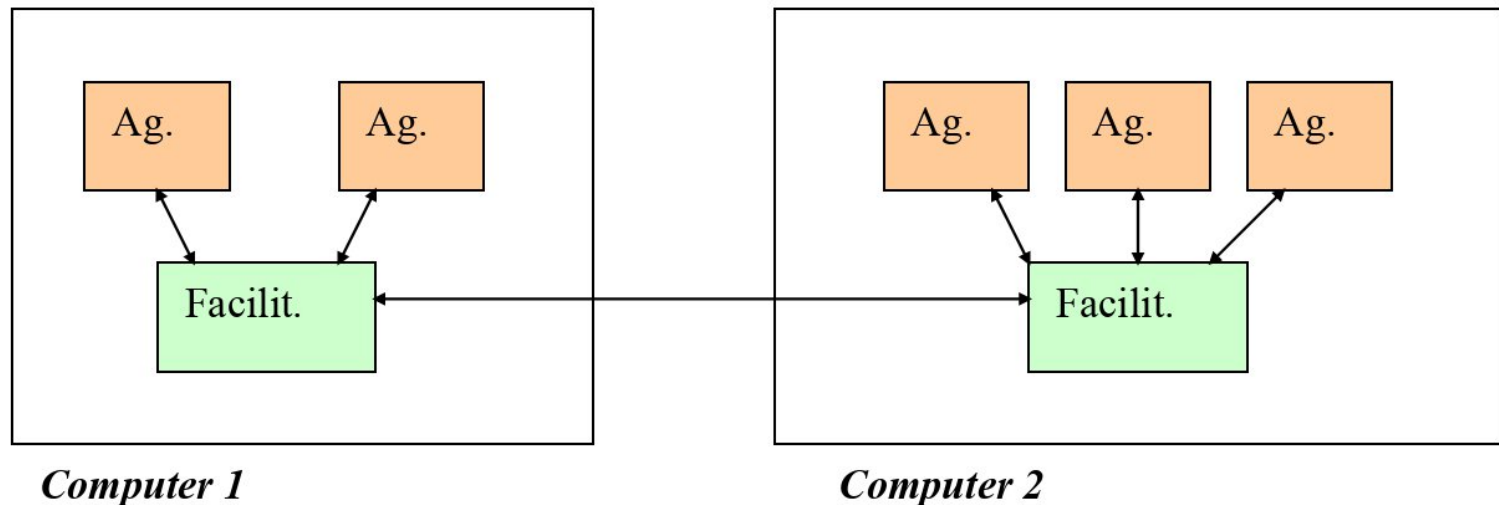 Ag.
Ag.
Facilit.
Computer 1
Ag.
Ag.
Ag.
Facilit.
Computer 2